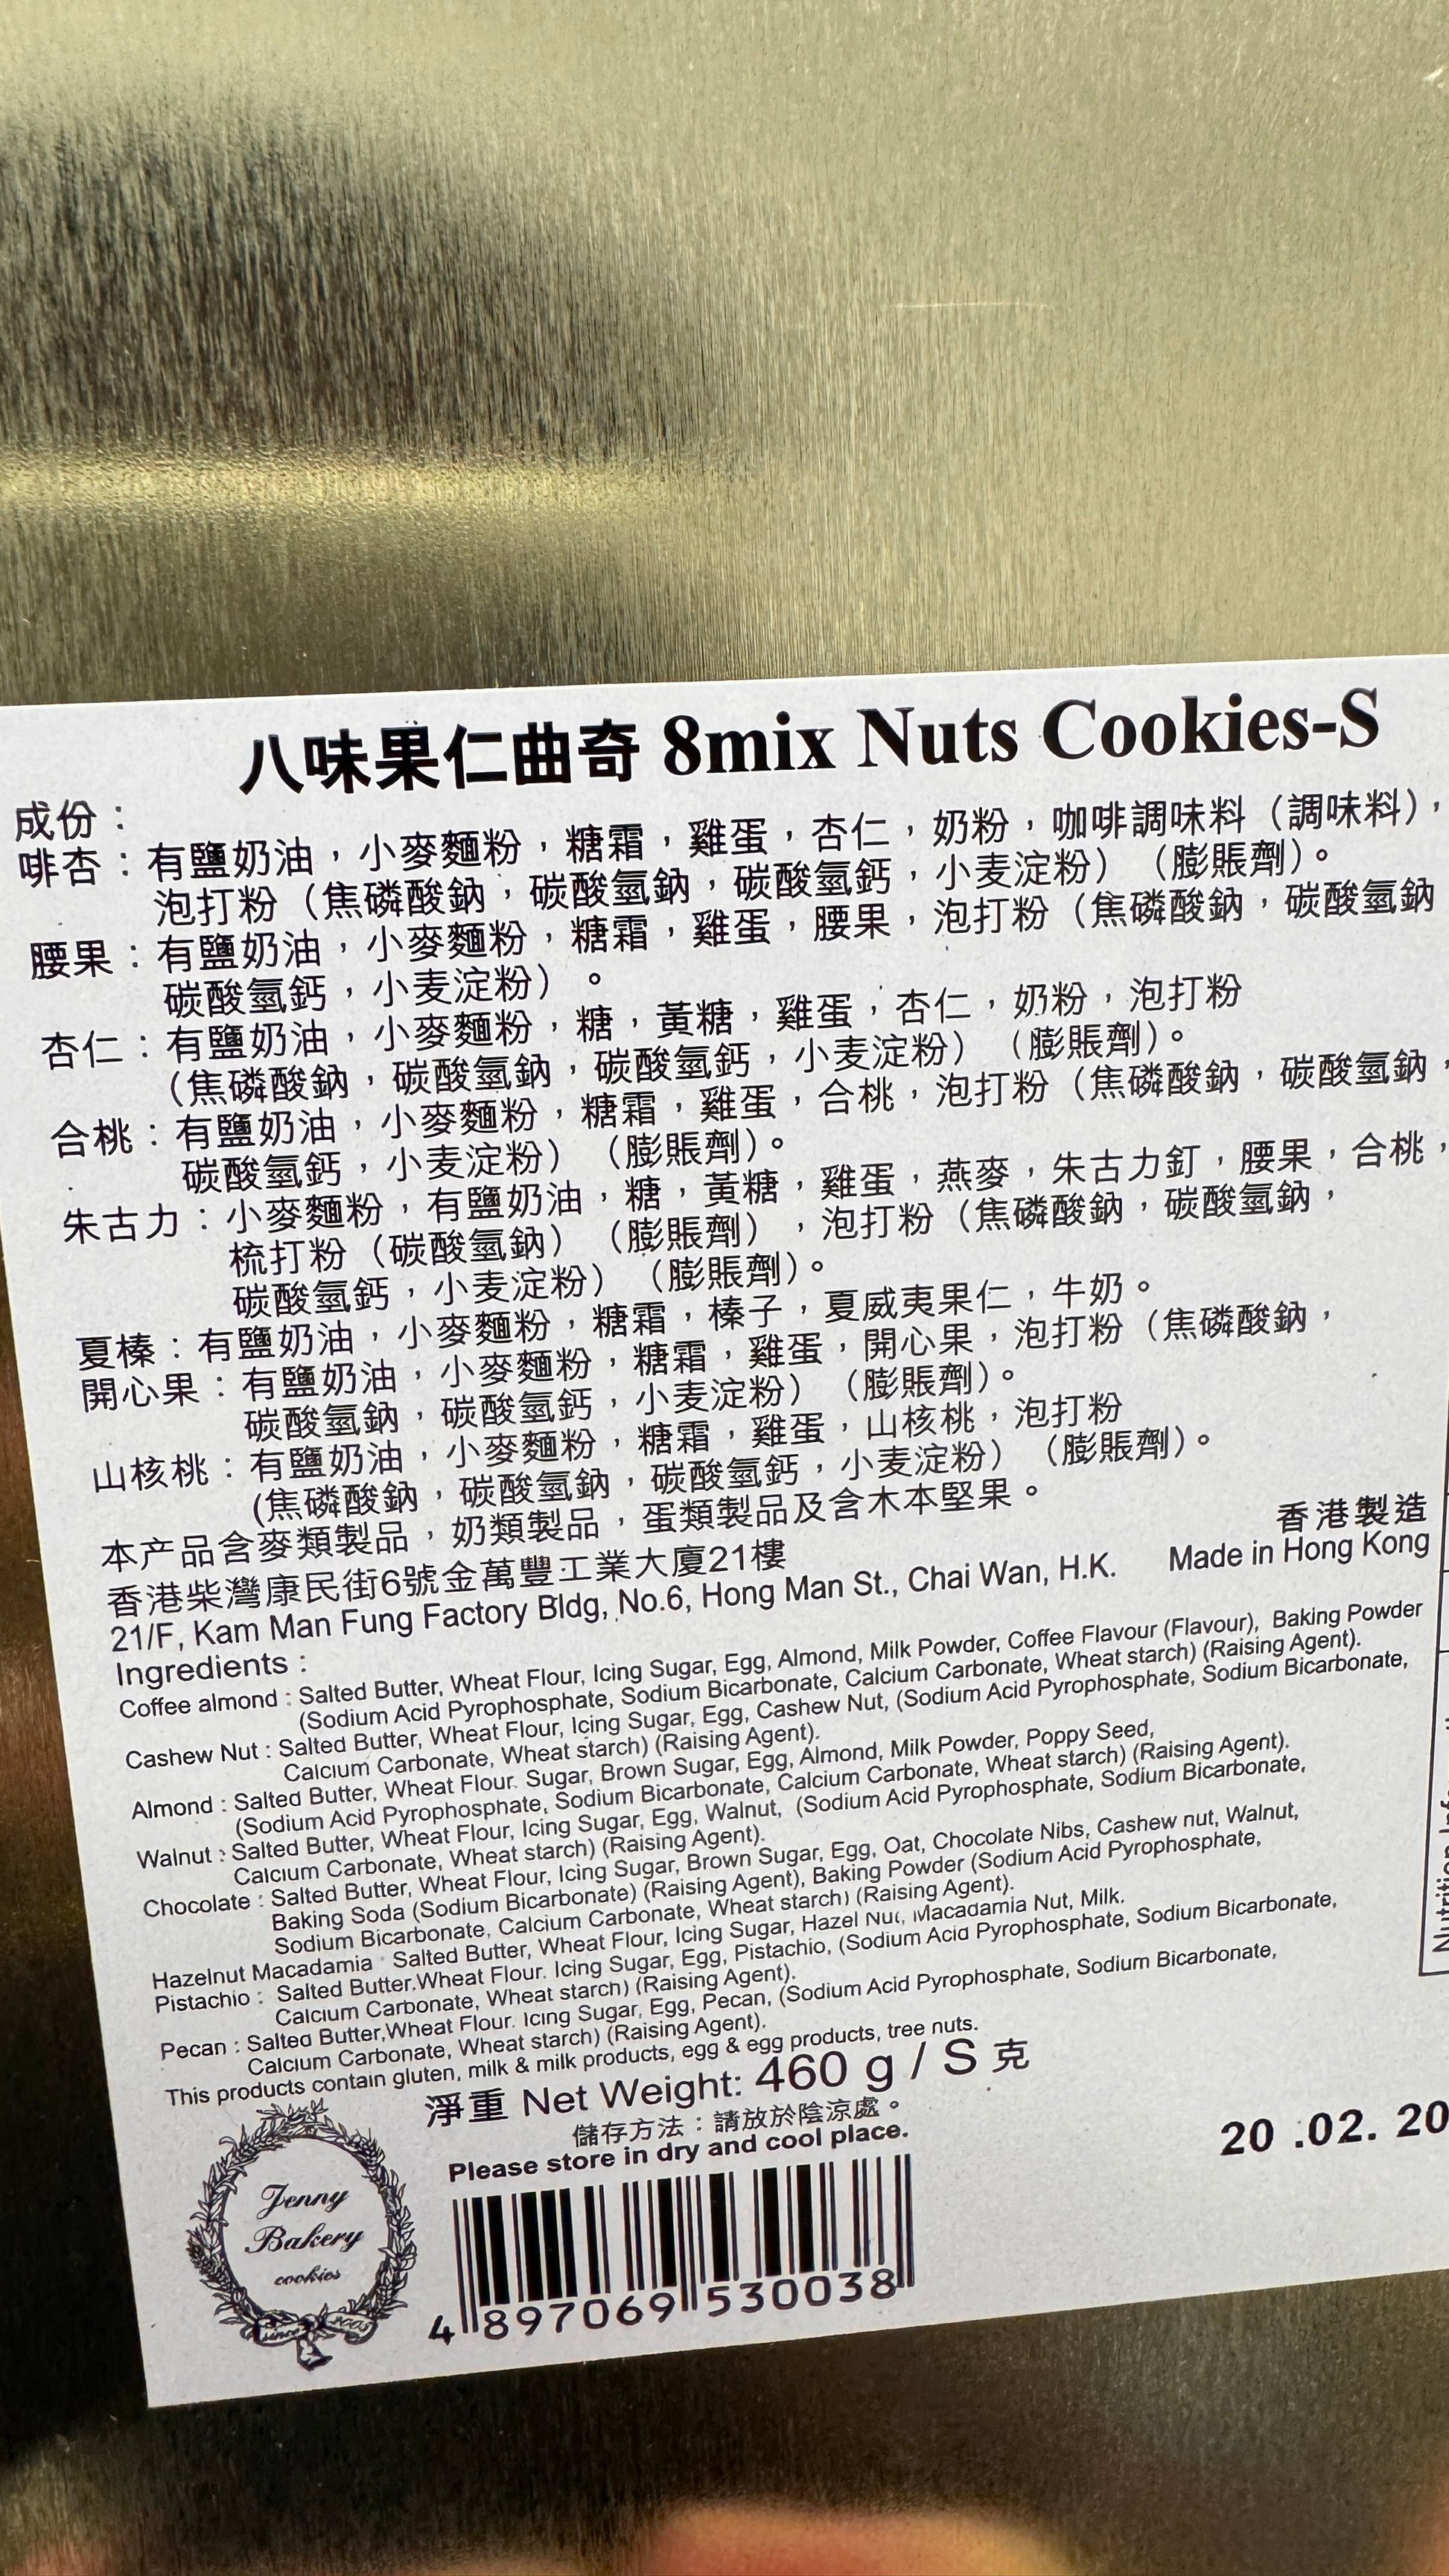 八味果仁曲奇 8mix Nuts Cookies-S
成份：
啡杏：有鹽奶油，小麥麵粉，糖霜，雞蛋，杏仁，奶粉，咖啡調味料（調味料），
泡打粉（焦磷酸鈉，碳酸氫鈉，碳酸氫鈣，小麦淀粉）（膨脹劑）。
腰果：有鹽奶油，小麥麵粉，糖霜，雞蛋，腰果，泡打粉（焦磷酸鈉，碳酸氫鈉
碳酸氫鈣，小麦淀粉）。
杏仁：有鹽奶油，小麥麵粉，糖，黃糖，雞蛋，杏仁，奶粉，泡打粉
（焦磷酸鈉，碳酸氫鈉，碳酸氫鈣，小麦淀粉）（膨脹劑）。
合桃：有鹽奶油，小麥麵粉，糖霜，雞蛋，合桃，泡打粉（焦磷酸鈉，碳酸氫鈉，
碳酸氫鈣，小麦淀粉）（膨脹劑）。
朱古力：小麥麵粉，有鹽奶油，糖，黃糖，雞蛋，燕麥，朱古力釘，腰果，合桃，
梳打粉（碳酸氫鈉）（膨脹劑），泡打粉（焦磷酸鈉，碳酸氫鈉，
碳酸氫鈣，小麦淀粉）（膨脹劑）。
夏榛：有鹽奶油，小麥麵粉，糖霜，榛子，夏威夷果仁，牛奶。
開心果：有鹽奶油，小麥麵粉，糖霜，雞蛋，開心果，泡打粉（焦磷酸鈉，
碳酸氫鈉，碳酸氫鈣，小麦淀粉）（膨脹劑）。
山核桃：有鹽奶油，小麥麵粉，糖霜，雞蛋，山核桃，泡打粉
(焦磷酸鈉，碳酸氫鈉，碳酸氫鈣，小麦淀粉）（膨脹劑）。
本产品含麥類製品，奶類製品，蛋類製品及含木本堅果。
香港製造
香港柴灣康民街6號金萬豐工業大廈21樓
21/F, Kam Man Fung Factory Bldg, No.6, Hong Man St., Chai Wan, H.K. Made in Hong Kong
Ingredients :
Coffee almond : Salted Butter, Wheat Flour, Icing Sugar, Egg, Almond, Milk Powder, Coffee Flavour (Flavour), Baking Powder
(Sodium Acid Pyrophosphate, Sodium Bicarbonate, Calcium Carbonate, Wheat starch) (Raising Agent).
Cashew Nut : Salted Butter, Wheat Flour, Icing Sugar, Egg, Cashew Nut, (Sodium Acid Pyrophosphate, Sodium Bicarbonate,
Calcium Carbonate, Wheat starch) (Raising Agent).
Almond : Salted Butter, Wheat Flour, Sugar, Brown Sugar, Egg, Almond, Milk Powder, Poppy Seed,
(Sodium Acid Pyrophosphate, Sodium Bicarbonate, Calcium Carbonate, Wheat starch) (Raising Agent).
Walnut : Salted Butter, Wheat Flour, Icing Sugar, Egg, Walnut, (Sodium Acid Pyrophosphate, Sodium Bicarbonate,
Calcium Carbonate, Wheat starch) (Raising Agent).
Chocolate : Salted Butter, Wheat Flour, Icing Sugar, Brown Sugar, Egg, Oat, Chocolate Nibs, Cashew nut, Walnut,
Baking Soda (Sodium Bicarbonate) (Raising Agent), Baking Powder (Sodium Acid Pyrophosphate,
Sodium Bicarbonate, Calcium Carbonate, Wheat starch) (Raising Agent).
Hazelnut Macadamia : Salted Butter, Wheat Flour, Icing Sugar, Hazel Nut, Macadamia Nut, Milk.
Pistachio : Salted Butter,Wheat Flour, Icing Sugar, Egg, Pistachio, (Sodium Acid Pyrophosphate, Sodium Bicarbonate,
Calcium Carbonate, Wheat starch) (Raising Agent).
Pecan : Salted Butter,Wheat Flour, Icing Sugar, Egg, Pecan, (Sodium Acid Pyrophosphate, Sodium Bicarbonate,
Calcium Carbonate, Wheat starch) (Raising Agent).
This products contain gluten, milk & milk products, egg & egg products, tree nuts.
淨重 Net Weight: 460 g / S 克
儲存方法：請放於陰涼處。
Please store in dry and cool place.
20 .02. 20
Jenny
Bakery
cookies
since 2005
4 897069 530038